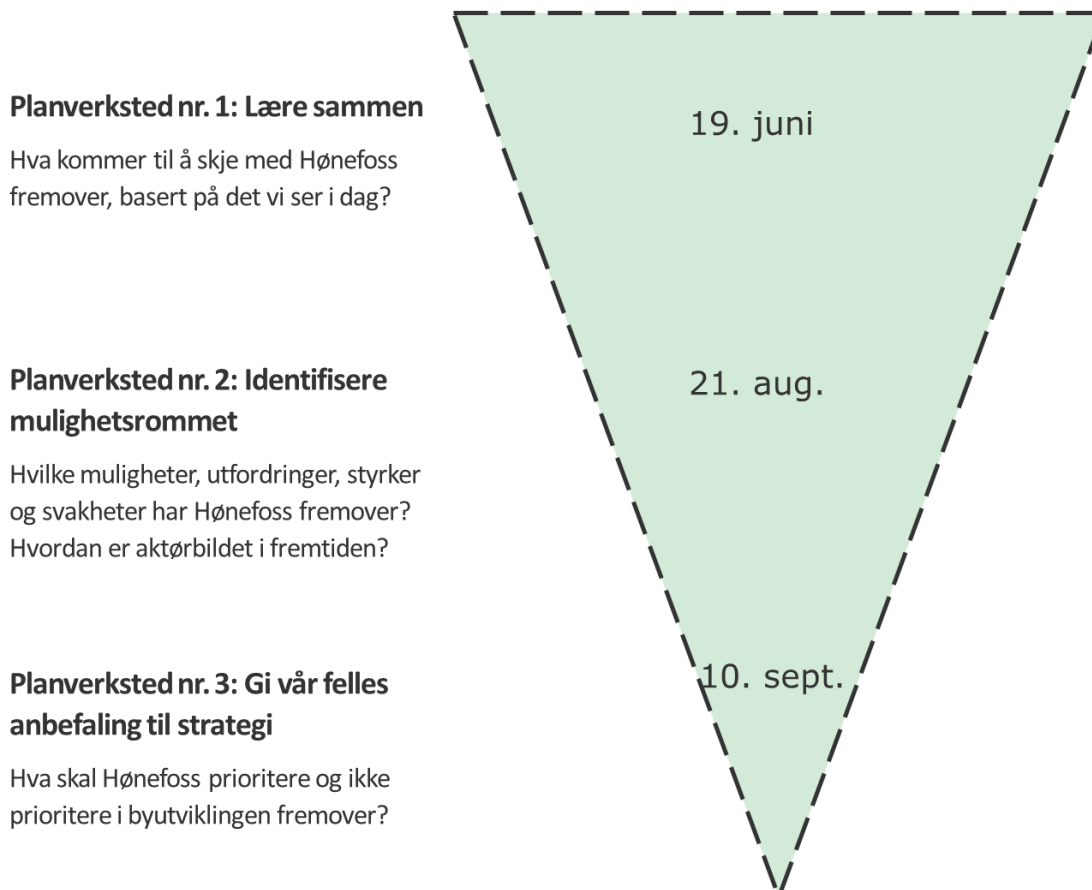 Planverksted nr. 1: Lære sammen
19. juni
Hva kommer til å skje med Hønefoss
fremover, basert på det vi ser i dag?
Planverksted nr. 2: Identifisere
mulighetsrommet
21. aug.
Hvilke muligheter, utfordringer, styrker
og svakheter har Hønefoss fremover?
Hvordan er aktørbildet i fremtiden?
Planverksted nr. 3: Gi vår felles
anbefaling til strategi
10. sept.
Hva skal Hønefoss prioritere og ikke
prioritere i byutviklingen fremover?